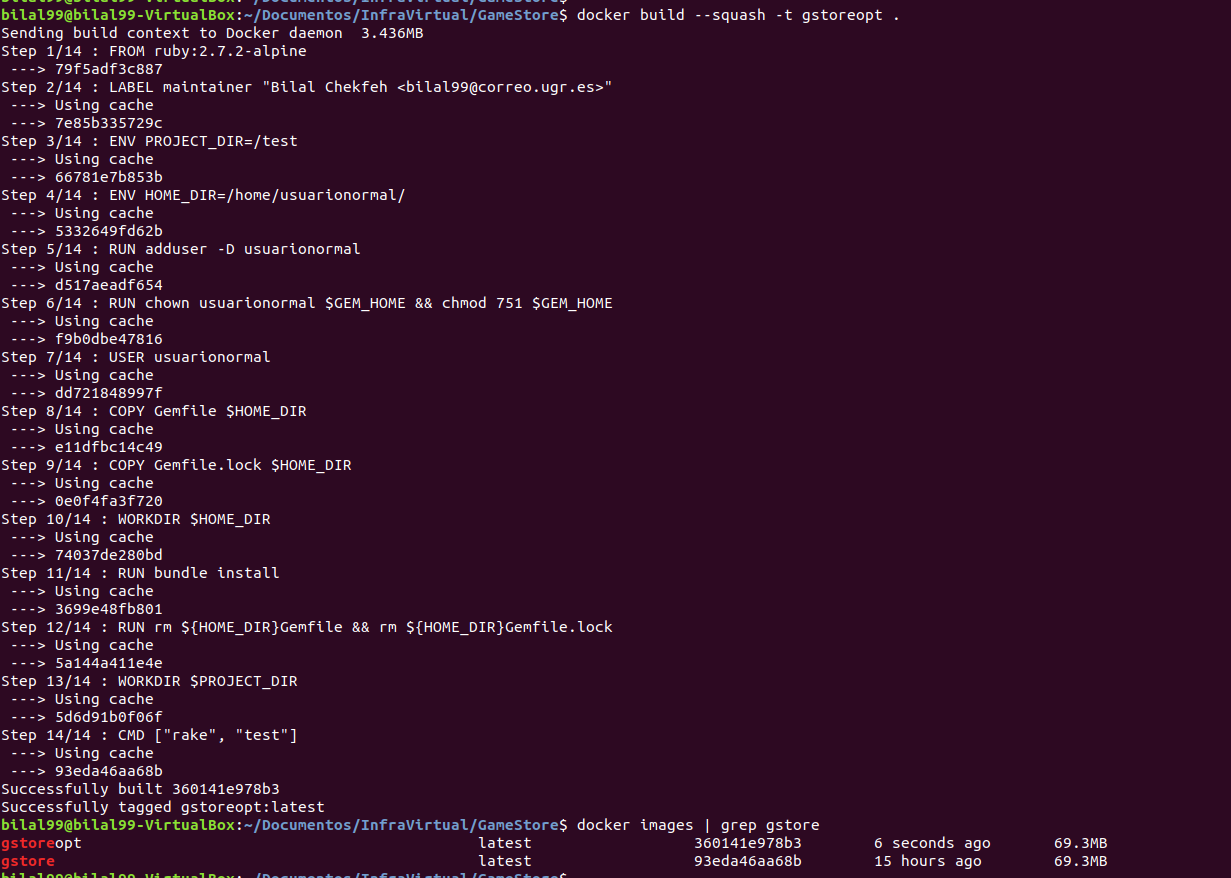 bilal99@bilal99-VirtualBox:~/Documentos/InfraVirtual/GameStore$ docker build --squash -t gstoreopt .
Sending build context to Docker daemon  3.436MB
Step 1/14 : FROM ruby:2.7.2-alpine
 ---> 79f5adf3c887
Step 2/14 : LABEL maintainer "Bilal Chekfeh <bilal99@correo.ugr.es>"
 ---> Using cache
 ---> 7e85b335729c
Step 3/14 : ENV PROJECT_DIR=/test
 ---> Using cache
 ---> 66781e7b853b
Step 4/14 : ENV HOME_DIR=/home/usuarionormal/
 ---> Using cache
 ---> 5332649fd62b
Step 5/14 : RUN adduser -D usuarionormal
 ---> Using cache
 ---> d517aeadf654
Step 6/14 : RUN chown usuarionormal $GEM_HOME && chmod 751 $GEM_HOME
 ---> Using cache
 ---> f9b0dbe47816
Step 7/14 : USER usuarionormal
 ---> Using cache
 ---> dd721848997f
Step 8/14 : COPY Gemfile $HOME_DIR
 ---> Using cache
 ---> e11dfbc14c49
Step 9/14 : COPY Gemfile.lock $HOME_DIR
 ---> Using cache
 ---> 0e0f4fa3f720
Step 10/14 : WORKDIR $HOME_DIR
 ---> Using cache
 ---> 74037de280bd
Step 11/14 : RUN bundle install
 ---> Using cache
 ---> 3699e48fb801
Step 12/14 : RUN rm ${HOME_DIR}Gemfile && rm ${HOME_DIR}Gemfile.lock
 ---> Using cache
 ---> 5a144a411e4e
Step 13/14 : WORKDIR $PROJECT_DIR
 ---> Using cache
 ---> 5d6d91b0f06f
Step 14/14 : CMD ["rake", "test"]
 ---> Using cache
 ---> 93eda46aa68b
Successfully built 360141e978b3
Successfully tagged gstoreopt:latest
bilal99@bilal99-VirtualBox:~/Documentos/InfraVirtual/GameStore$ docker images | grep gstore
gstoreopt latest 360141e978b3 6 seconds ago 69.3MB
gstore latest 93eda46aa68b 15 hours ago 69.3MB